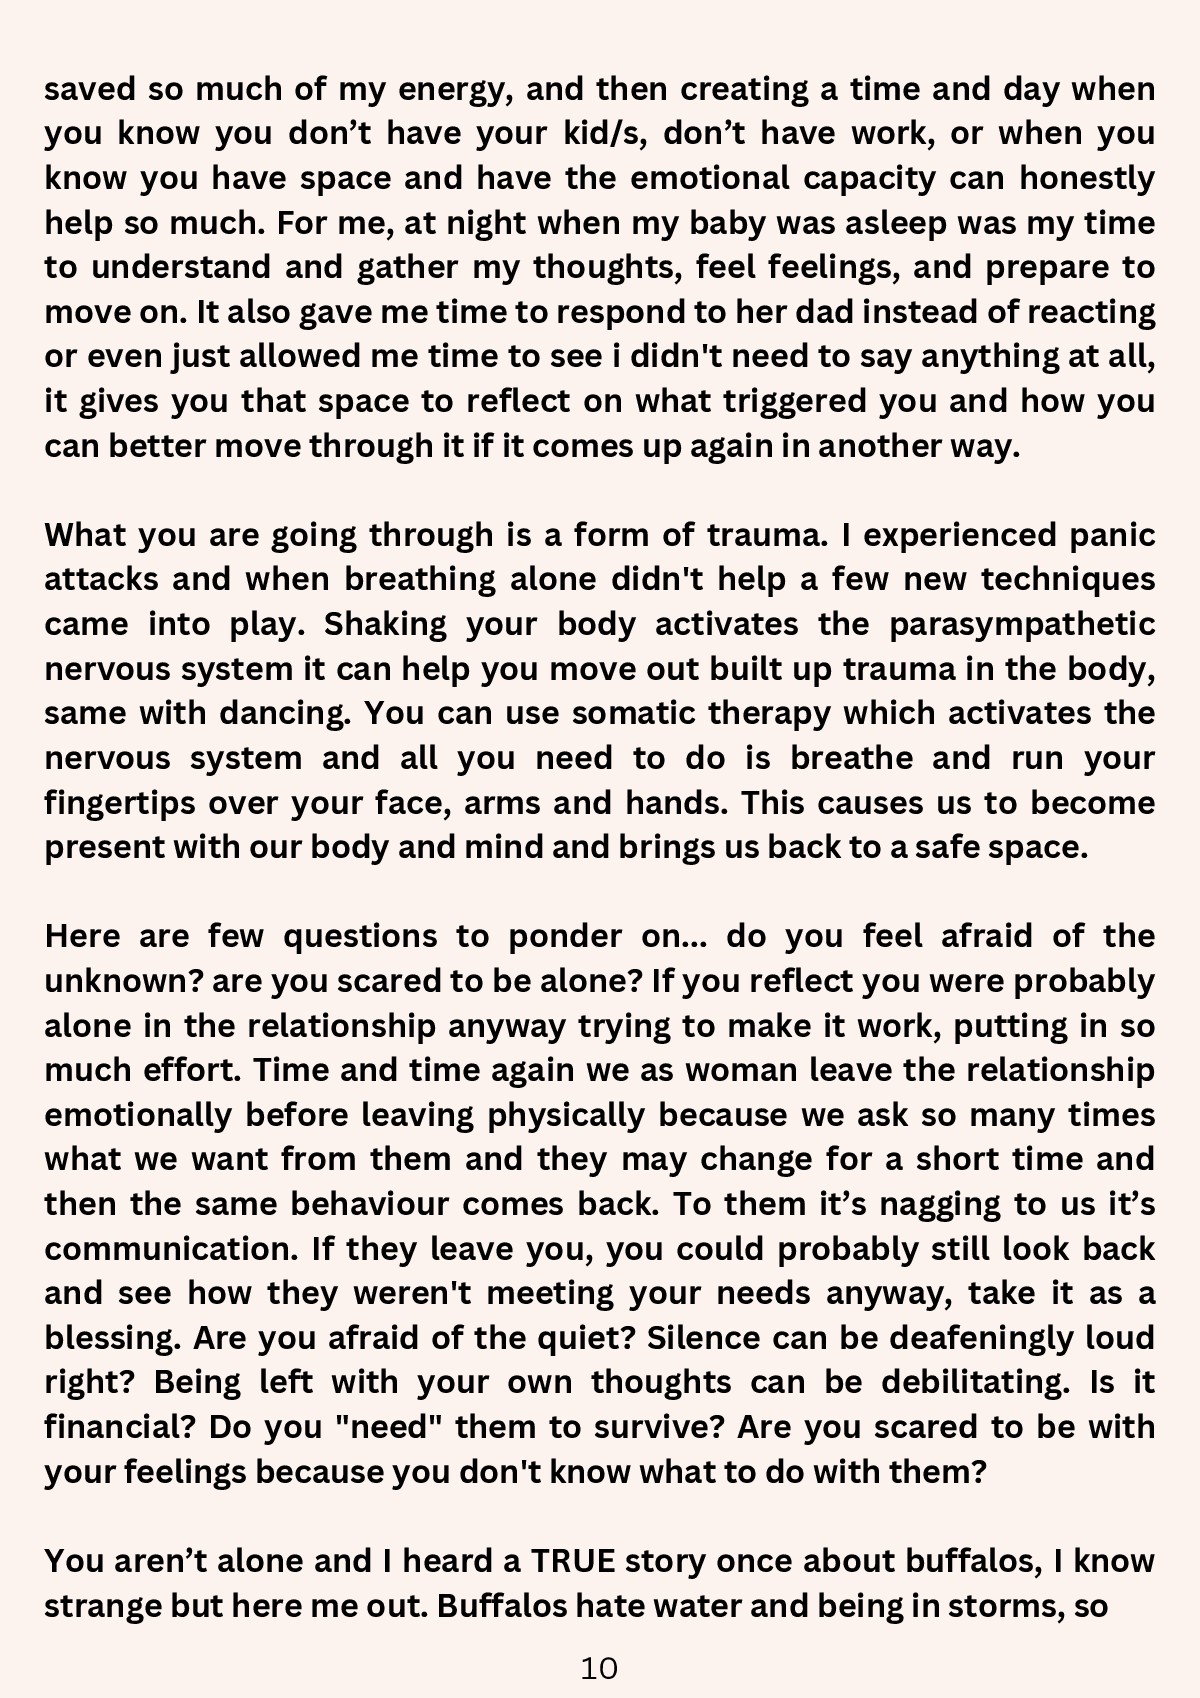 saved so much of my energy, and then creating a time and day when
you know you don’t have your kid/s, don’t have work, or when you
know you have space and have the emotional capacity can honestly
help so much. For me, at night when my baby was asleep was my time
to understand and gather my thoughts, feel feelings, and prepare to
move on. It also gave me time to respond to her dad instead of reacting
or even just allowed me time to see i didn't need to say anything at all,
it gives you that space to reflect on what triggered you and how you
can better move through it if it comes up again in another way.

What you are going through is a form of trauma. I experienced panic
attacks and when breathing alone didn't help a few new techniques
came into play. Shaking your body activates the parasympathetic
nervous system it can help you move out built up trauma in the body,
same with dancing. You can use somatic therapy which activates the
nervous system and all you need to do is breathe and run your
fingertips over your face, arms and hands. This causes us to become
present with our body and mind and brings us back to a safe space.

Here are few questions to ponder on... do you feel afraid of the
unknown? are you scared to be alone? If you reflect you were probably
alone in the relationship anyway trying to make it work, putting in so
much effort. Time and time again we as woman leave the relationship
emotionally before leaving physically because we ask so many times
what we want from them and they may change for a short time and
then the same behaviour comes back. To them it’s nagging to us it’s
communication. If they leave you, you could probably still look back
and see how they weren't meeting your needs anyway, take it as a
blessing. Are you afraid of the quiet? Silence can be deafeningly loud
right? Being left with your own thoughts can be debilitating. Is it
financial? Do you "need" them to survive? Are you scared to be with
your feelings because you don't know what to do with them?

You aren’t alone and I heard a TRUE story once about buffalos, I know
strange but here me out. Buffalos hate water and being in storms, so
10